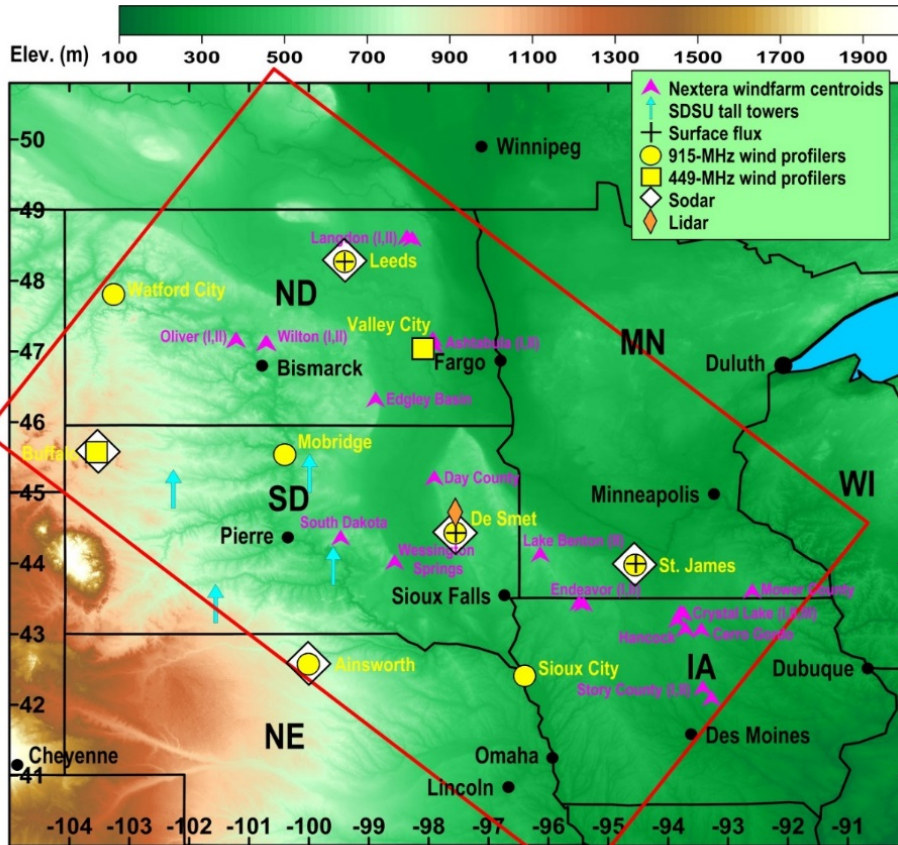 100 300 500 700 900 1100 1300 1500 1700 1900
Elev. (m)
Nextera windfarm centroids
SDSU tall towers
Surface flux
915-MHz wind profilers
449-MHz wind profilers
Sodar
Lidar
50
Winnipeg
49
Langdon (I,II)
Leeds
48
Watford City
ND
Valley City
MN
Oliver (I,II)
Wilton (I,II)
Ashtabula (I,II)
47
Bismarck
Fargo
Duluth
Edgley Basin
46
Mobridge
Buffalo
Day County
WI
45
SD
Minneapolis
South Dakota
De Smet
Pierre
Lake Benton (II)
44
Wessington
Springs
St. James
Sioux Falls
Endeavor (I,II)
Mower County
Crystal Lake (I,II,III)
43
Hancock
Cerro Gordo
Ainsworth
Sioux City
IA
Dubuque
42
Story County (I,II)
NE
Des Moines
Cheyenne
Omaha
41
Lincoln
-104 -103 -102 -101 -100 -99 -98 -97 -96 -95 -94 -93 -92 -91